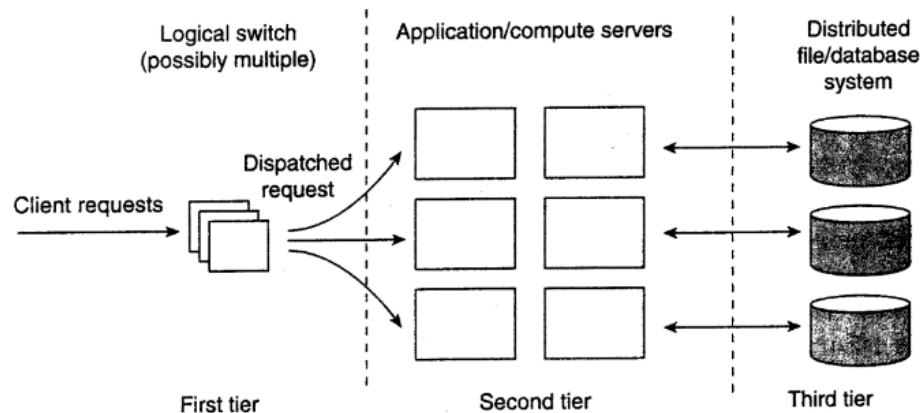 Logical switch
(possibly multiple)
Application/compute servers
Distributed
file/database
system
Dispatched
request
Client requests
First tier
Second tier
Third tier